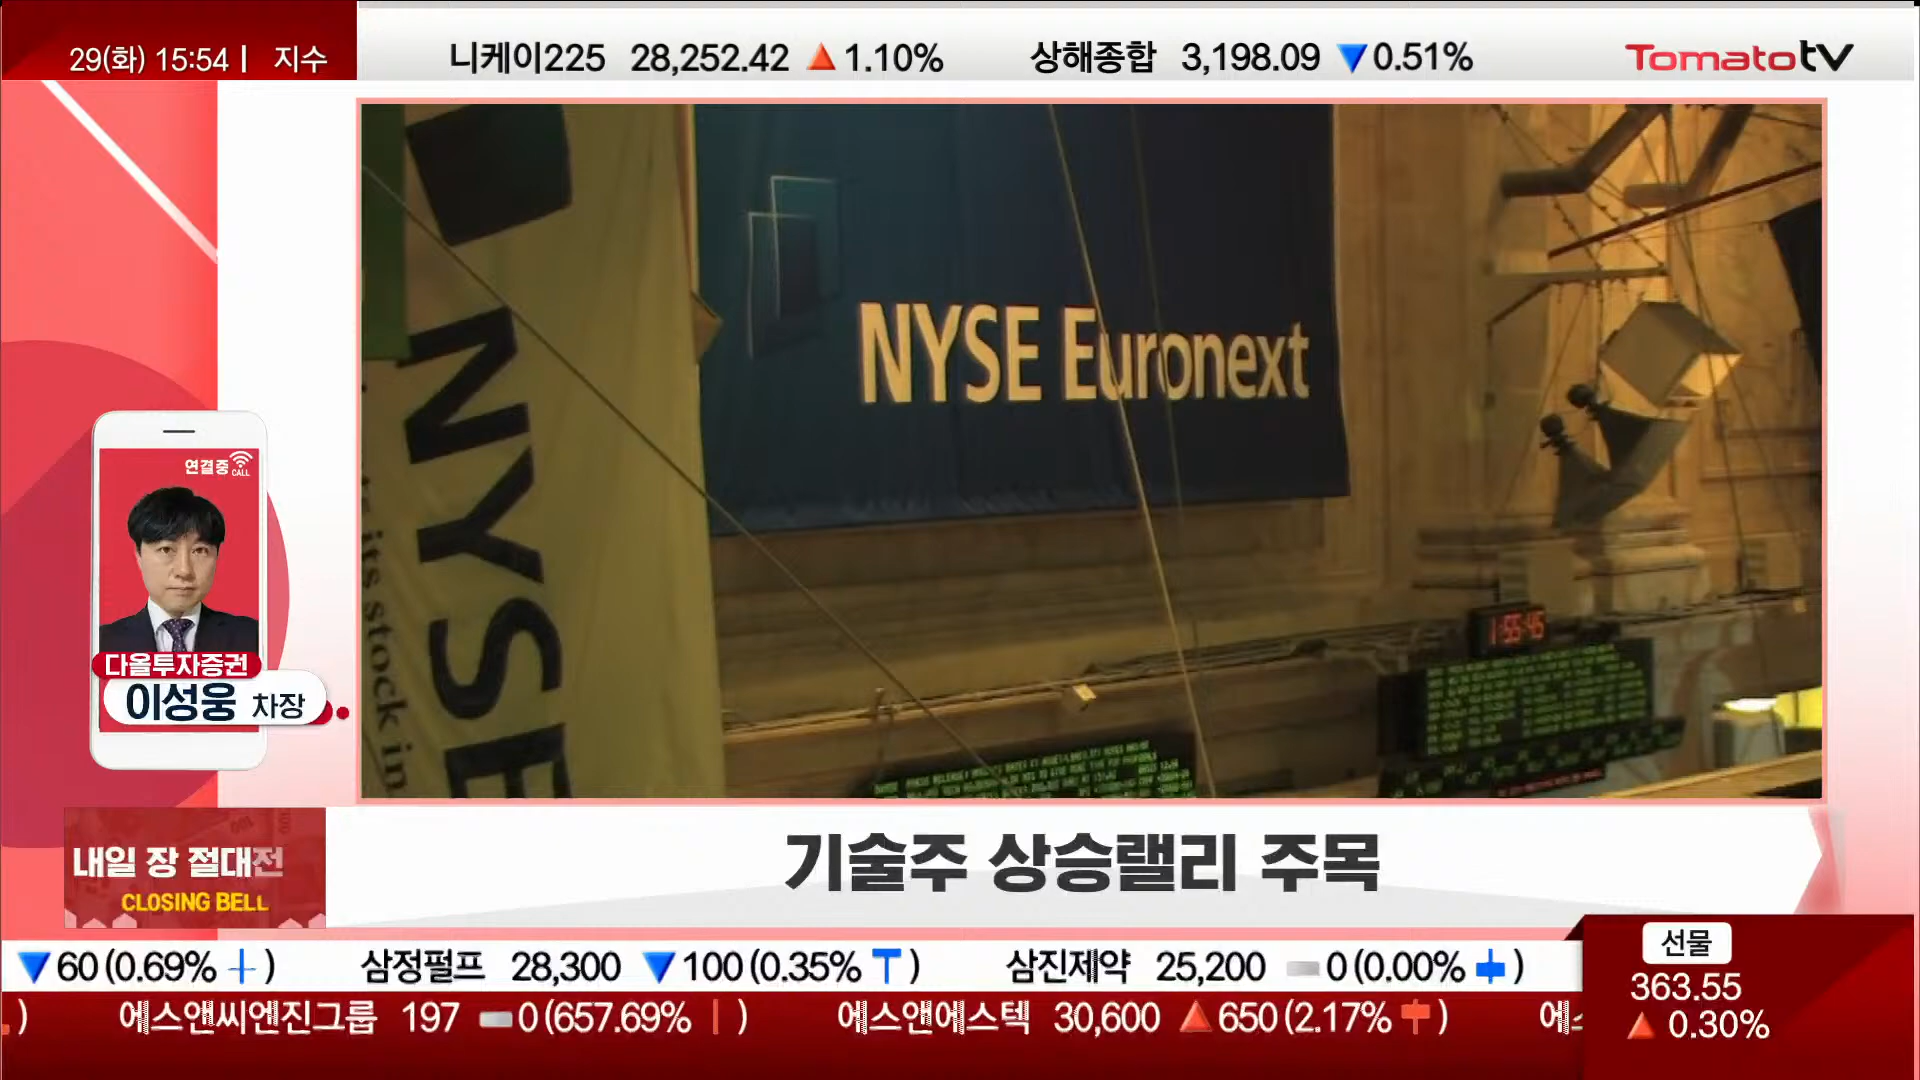 29(화) 15:54 | 지수
니케이225 28,252.42 ▲1.10% 상해종합 3,198.09 ▼0.51%
Tomatotv
NYSE Euronext
NYSE
its stock in
1:55:45
연결중
CALL
다올투자증권
이성웅 차장
내일 장 절대전
CLOSING BELL
기술주 상승랠리 주목
▼60(0.69% ) 삼정펄프 28,300 ▼100(0.35% ) 삼진제약 25,200 0(0.00% )
) 에스앤씨엔진그룹 197 0(657.69% ) 에스앤에스텍 30,600 ▲650(2.17% )
선물
363.55
▲0.30%